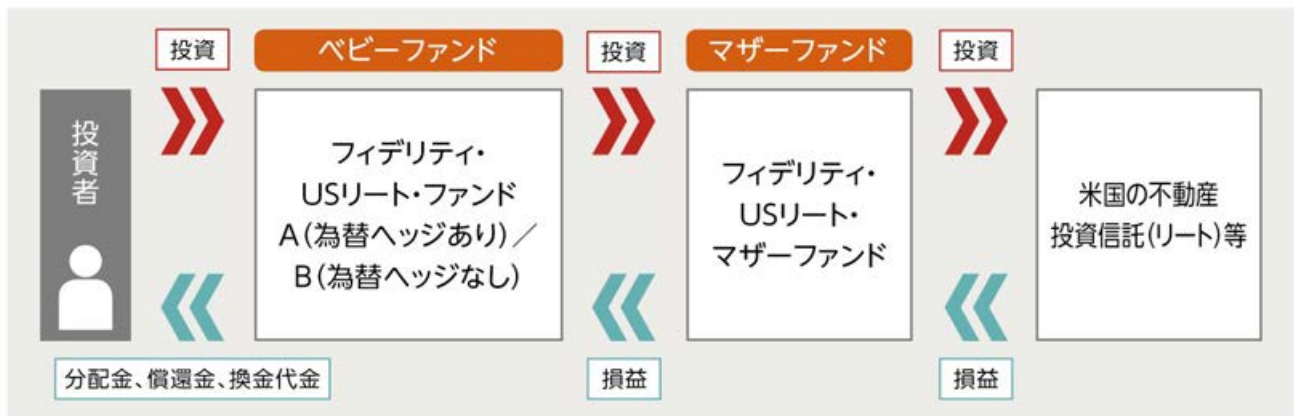 投資
ベビーファンド
投資
マザーファンド
投資
投資者
フィデリティ・
USリート・ファンド
A(為替ヘッジあり)／
B(為替ヘッジなし)
フィデリティ・
USリート・
マザーファンド
米国の不動産
投資信託(リート)等
分配金、償還金、換金代金
損益
損益